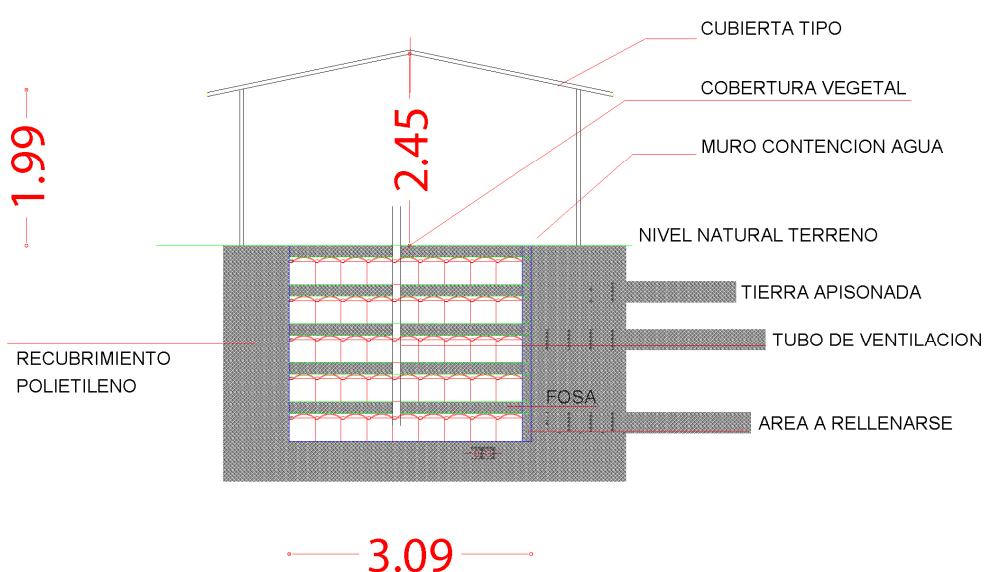 CUBIERTA TIPO
COBERTURA VEGETAL
1.99
2.45
MURO CONTENCION AGUA
NIVEL NATURAL TERRENO
TIERRA APISONADA
TUBO DE VENTILACION
RECUBRIMIENTO
POLIETILENO
FOSA
AREA A RELLENARSE
3.09